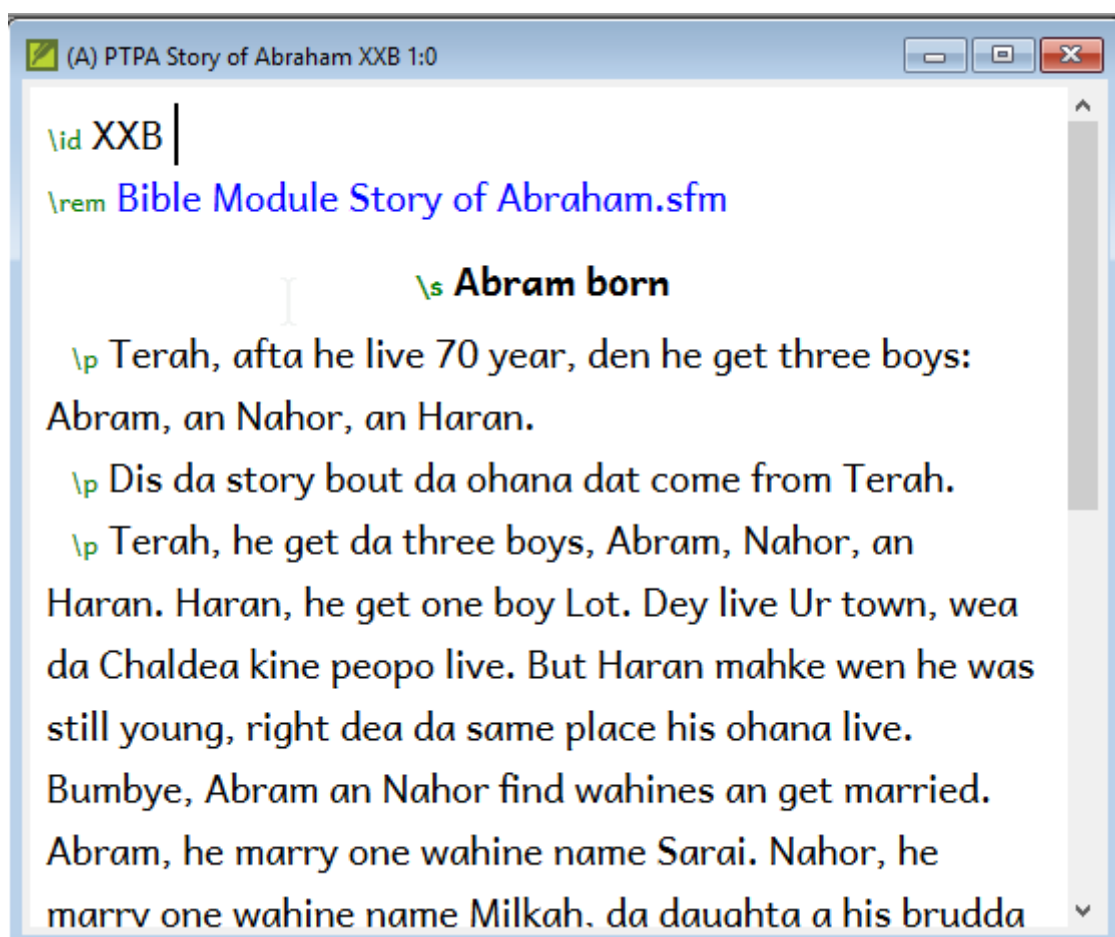 (A) PTPA Story of Abraham XXB 1:0
\id XXB
\rem Bible Module Story of Abraham.sfm
\s Abram born
\p Terah, afta he live 70 year, den he get three boys:
Abram, an Nahor, an Haran.
\p Dis da story bout da ohana dat come from Terah.
\p Terah, he get da three boys, Abram, Nahor, an
Haran. Haran, he get one boy Lot. Dey live Ur town, wea
da Chaldea kine peopo live. But Haran mahke wen he was
still young, right dea da same place his ohana live.
Bumbye, Abram an Nahor find wahines an get married.
Abram, he marry one wahine name Sarai. Nahor, he
marry one wahine name Milkah, da daughta a his brudda